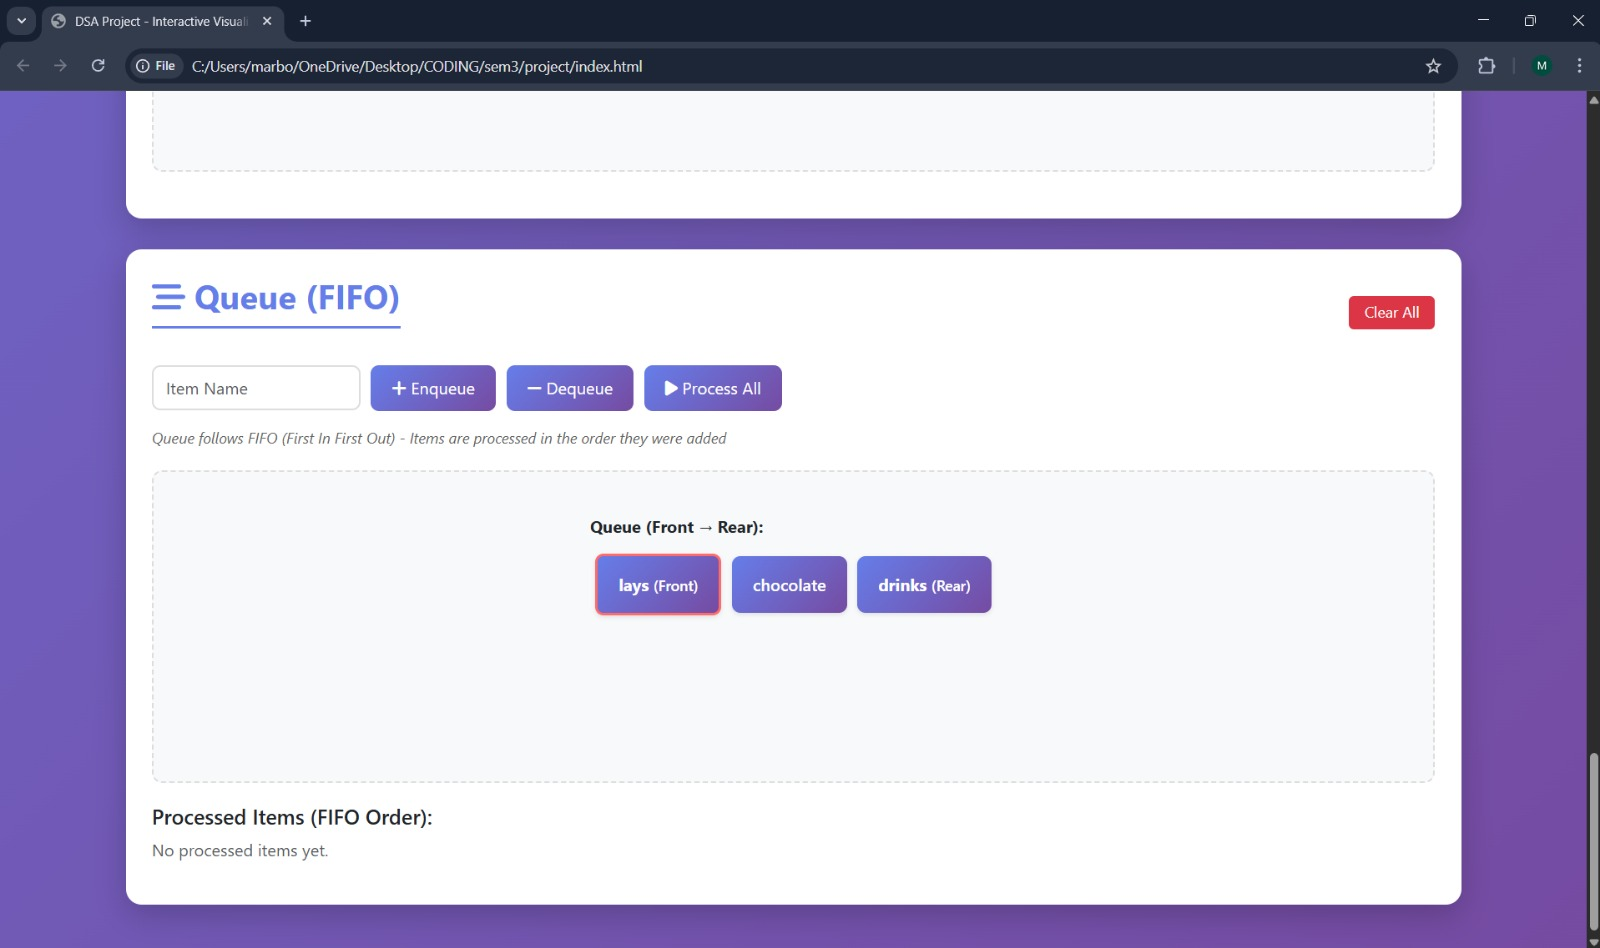 DSA Project - Interactive Visuali
File C:/Users/marbo/OneDrive/Desktop/CODING/sem3/project/index.html M
Queue (FIFO)
Clear All
Item Name Enqueue Dequeue Process All
Queue follows FIFO (First In First Out) - Items are processed in the order they were added
Queue (Front → Rear):
lays (Front) chocolate drinks (Rear)
Processed Items (FIFO Order):
No processed items yet.